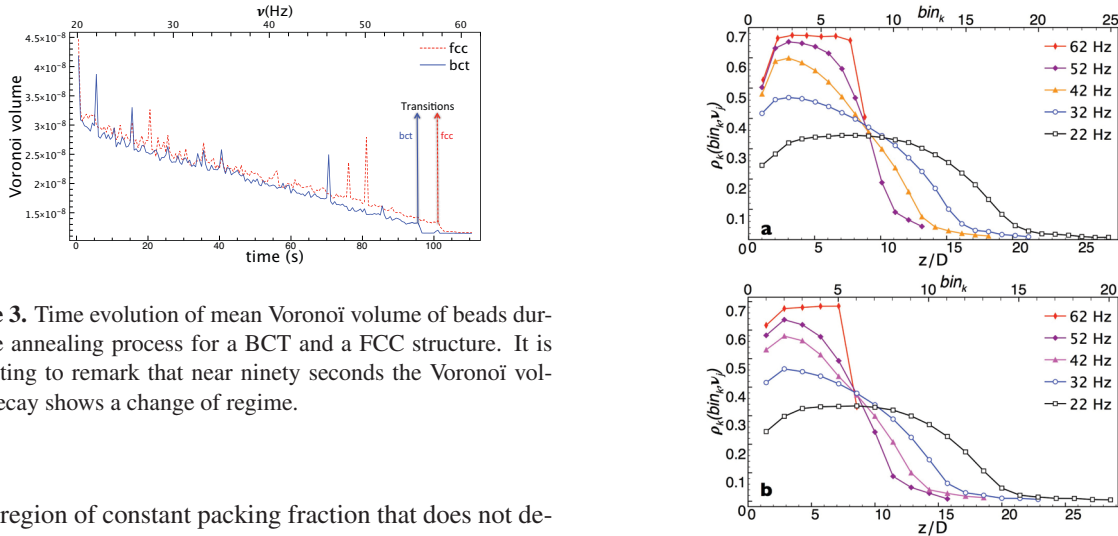 ν(Hz)
20 30 40 50 60
4.5×10⁻⁸
4×10⁻⁸
3.5×10⁻⁸
3×10⁻⁸
2.5×10⁻⁸
2×10⁻⁸
1.5×10⁻⁸
Voronoi volume
fcc
bct
Transitions
bct fcc
0 20 40 60 80 100
time (s)
3. Time evolution of mean Voronoï volume of beads dur-
e annealing process for a BCT and a FCC structure. It is
ting to remark that near ninety seconds the Voronoï vol-
ecay shows a change of regime.
region of constant packing fraction that does not de-
bin_k
0 5 10 15 20 25
0.7
0.6
0.5
0.4
0.3
0.2
0.1
ρ_k(bin_k,ν_j)
62 Hz
52 Hz
42 Hz
32 Hz
22 Hz
a
0 5 10 15 20 25
z/D
bin_k
0 5 10 15 20
0.7
0.6
0.5
0.4
0.3
0.2
0.1
ρ_k(bin_k,ν_j)
62 Hz
52 Hz
42 Hz
32 Hz
22 Hz
b
5 10 15 20 25
z/D